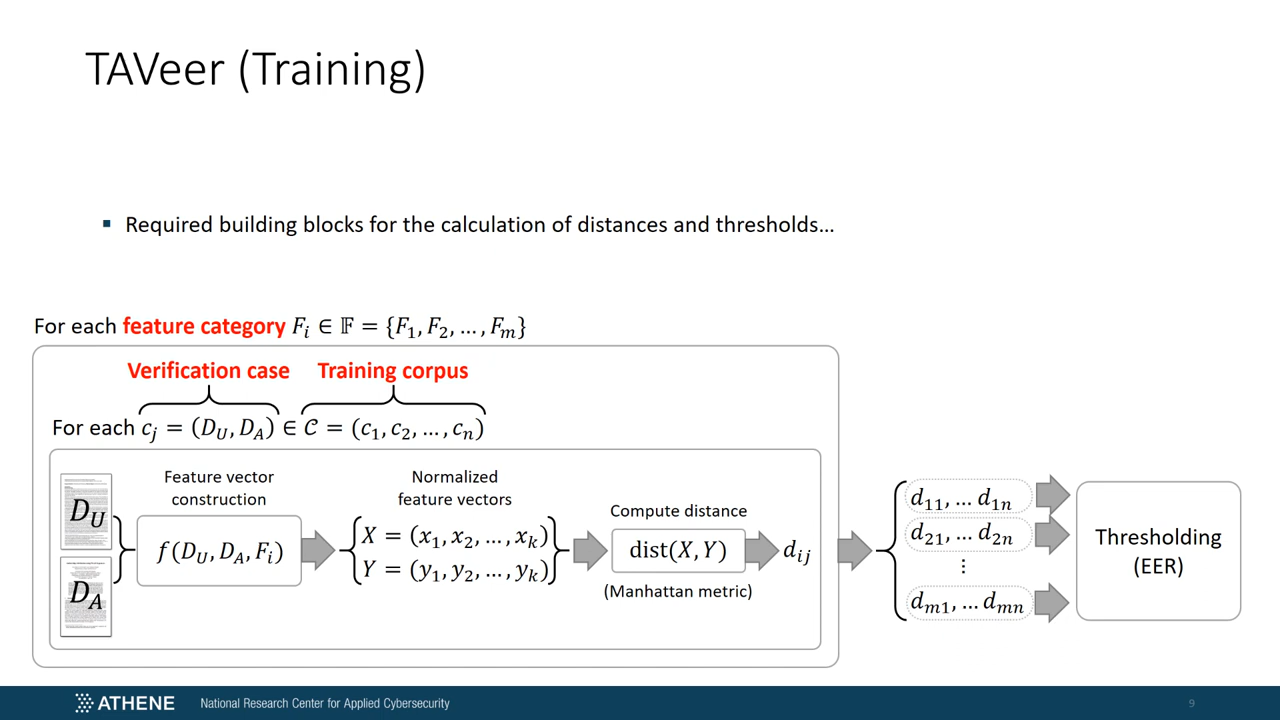 TAVeer (Training)
▪ Required building blocks for the calculation of distances and thresholds…
For each feature category F_i ∈ 𝔽 = {F_1, F_2, … , F_m}
Verification case
Training corpus
For each c_j = (D_U, D_A) ∈ 𝒞 = (c_1, c_2, … , c_n)
D_U
D_A
Feature vector
construction
f(D_U, D_A, F_i)
Normalized
feature vectors
X = (x_1, x_2, … , x_k)
Y = (y_1, y_2, … , y_k)
Compute distance
dist(X, Y)
(Manhattan metric)
d_ij
d_11, … d_1n
d_21, … d_2n
⋮
d_m1, … d_mn
Thresholding
(EER)
ATHENE
National Research Center for Applied Cybersecurity
9